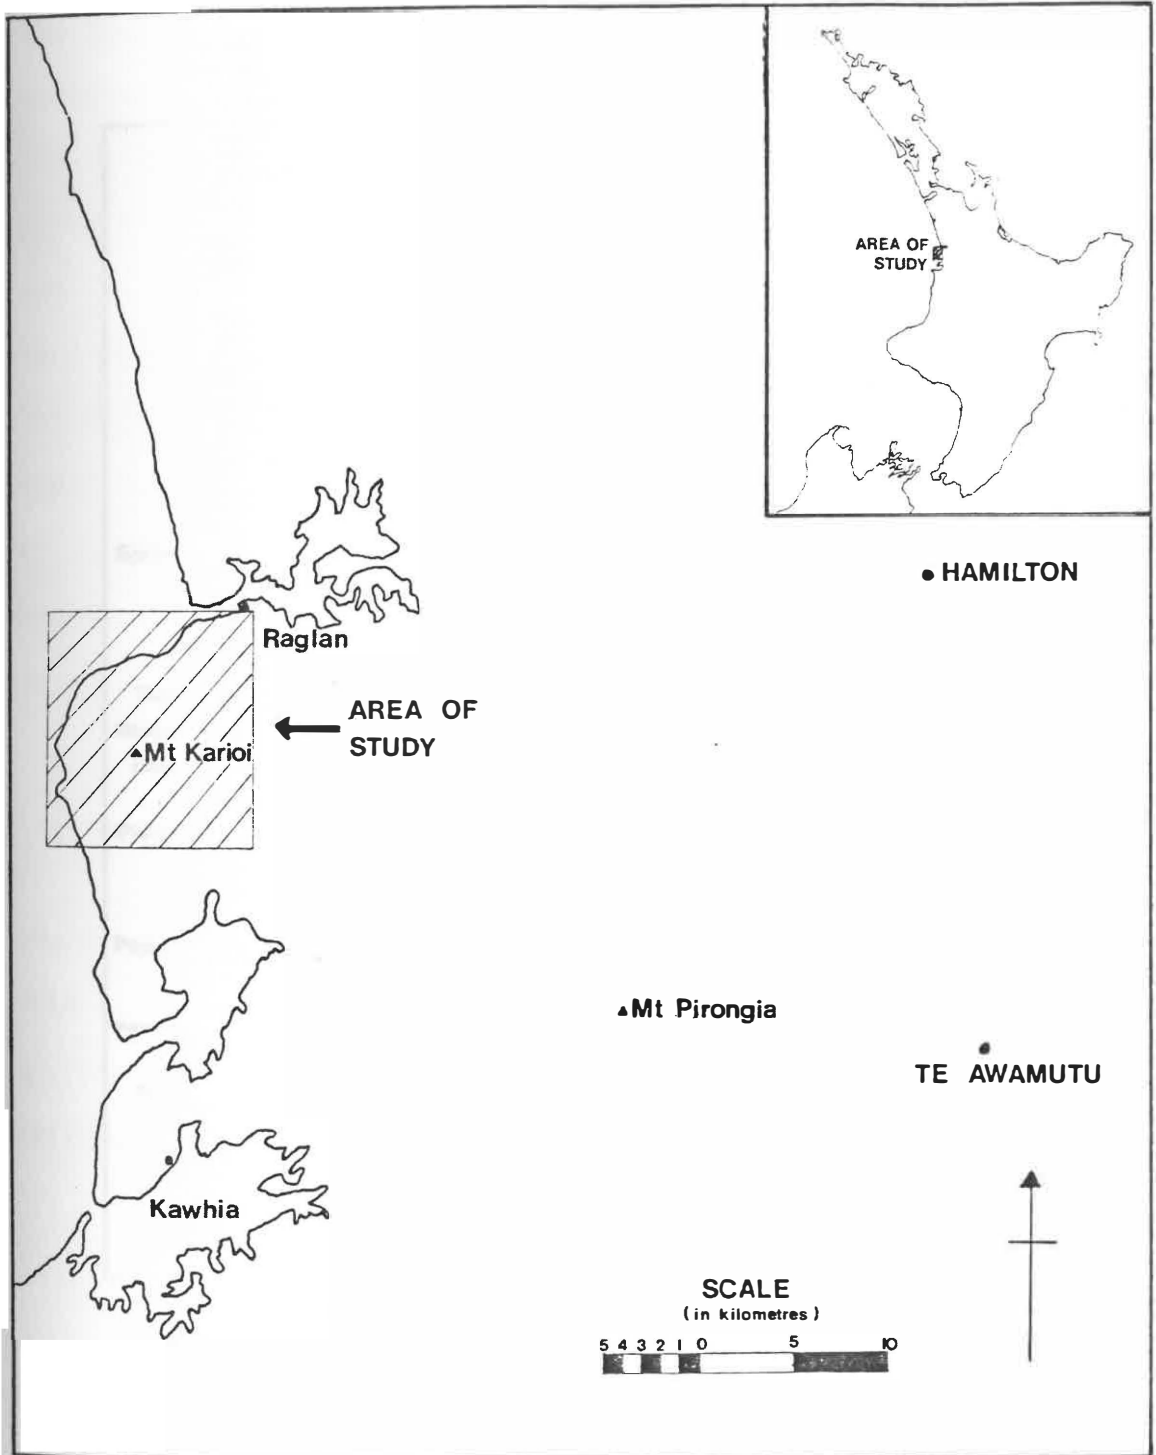 AREA OF
STUDY
HAMILTON
Raglan
AREA OF
STUDY
Mt Karioi
Mt Pirongia
TE AWAMUTU
Kawhia
SCALE
(in kilometres)
5 4 3 2 1 0 5 10